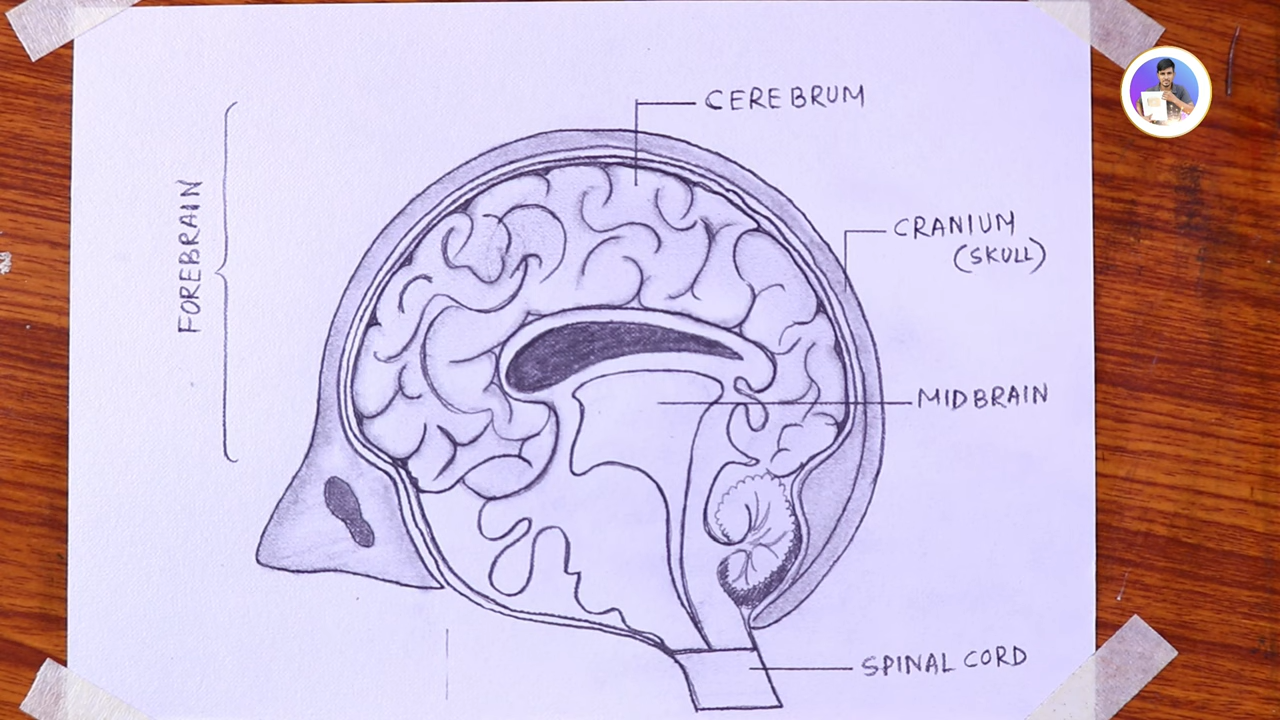 CEREBRUM
CRANIUM
(SKULL)
FOREBRAIN
MIDBRAIN
SPINAL CORD